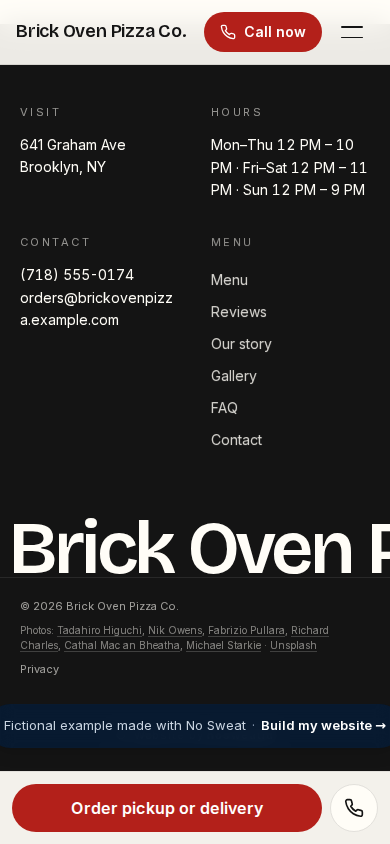 Brick Oven Pizza Co.
Call now
VISIT
641 Graham Ave
Brooklyn, NY
HOURS
Mon–Thu 12 PM – 10
PM · Fri–Sat 12 PM – 11
PM · Sun 12 PM – 9 PM
CONTACT
(718) 555-0174
orders@brickovenpizz
a.example.com
MENU
Menu
Reviews
Our story
Gallery
FAQ
Contact
Brick Oven P
© 2026 Brick Oven Pizza Co.
Photos: Tadahiro Higuchi, Nik Owens, Fabrizio Pullara, Richard
Charles, Cathal Mac an Bheatha, Michael Starkie · Unsplash
Privacy
Fictional example made with No Sweat · Build my website →
Order pickup or delivery